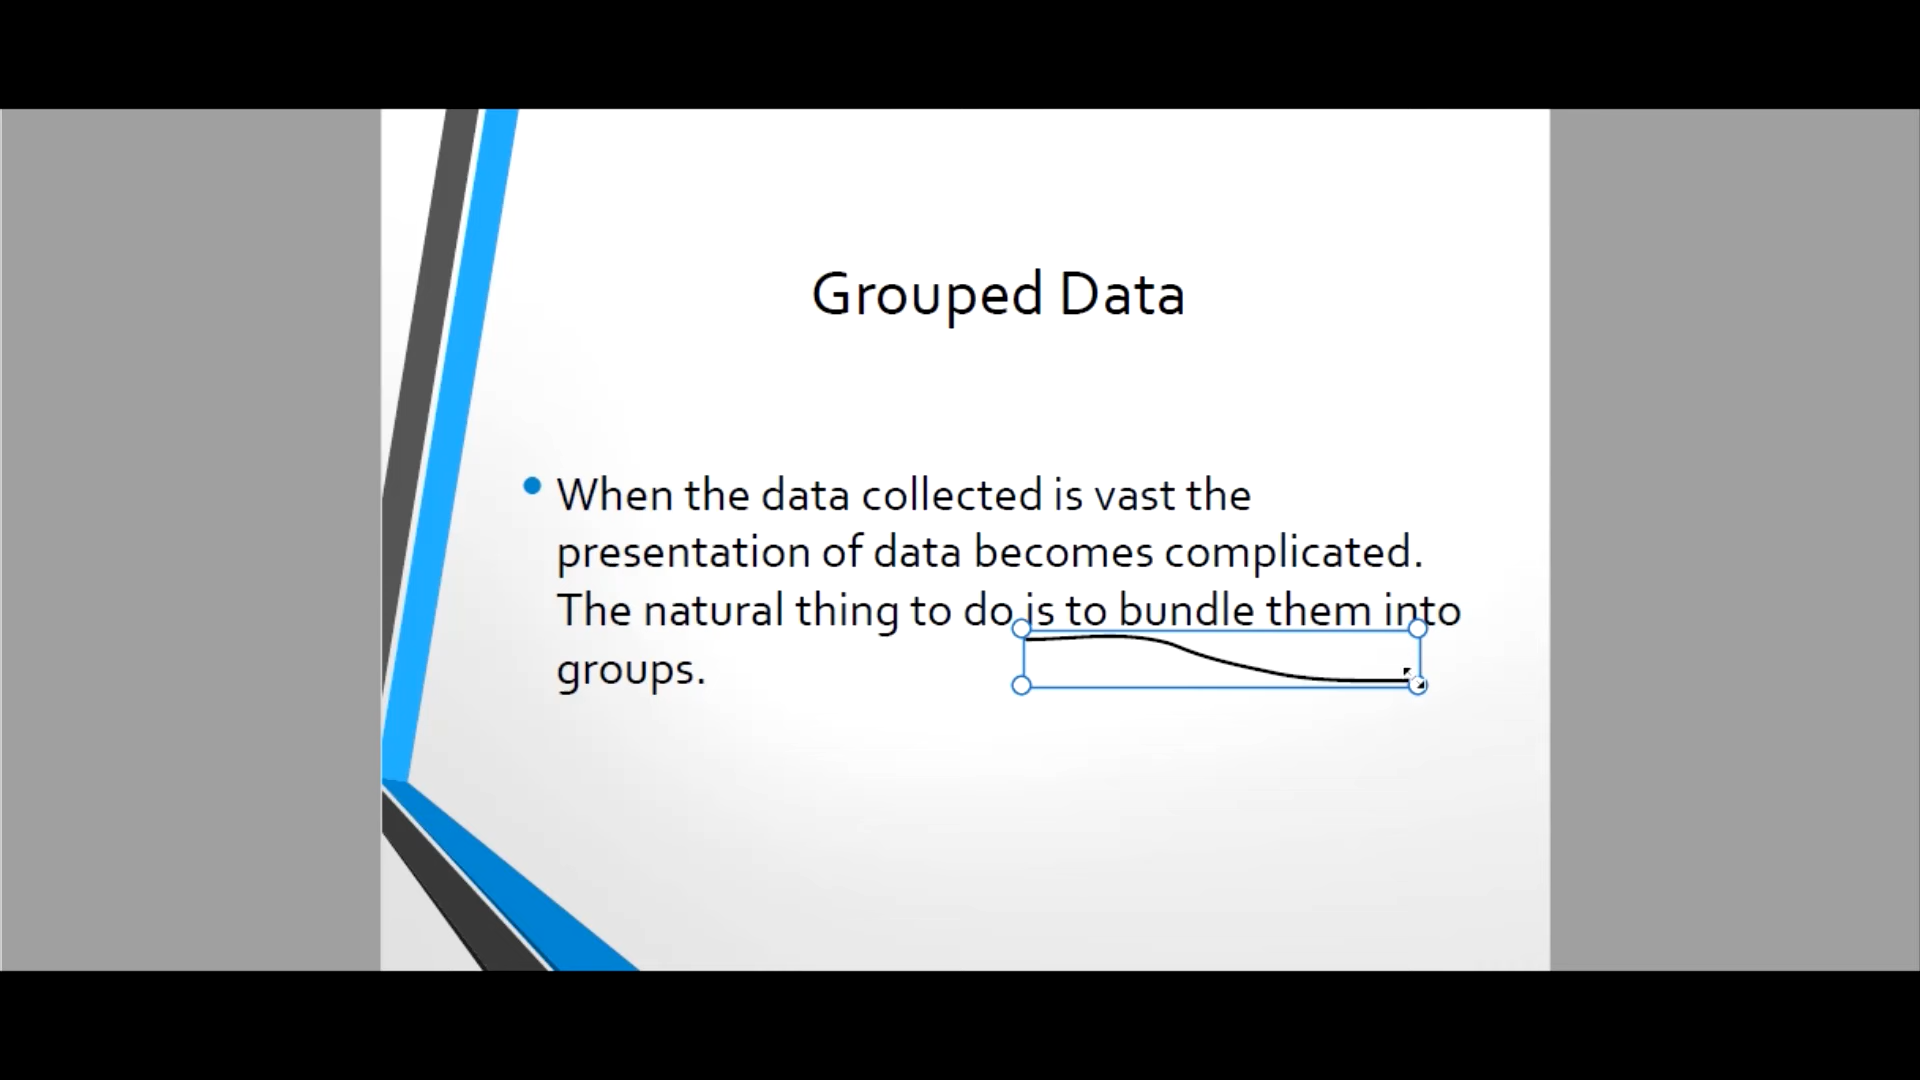 Grouped Data
When the data collected is vast the
presentation of data becomes complicated.
The natural thing to do is to bundle them into
groups.